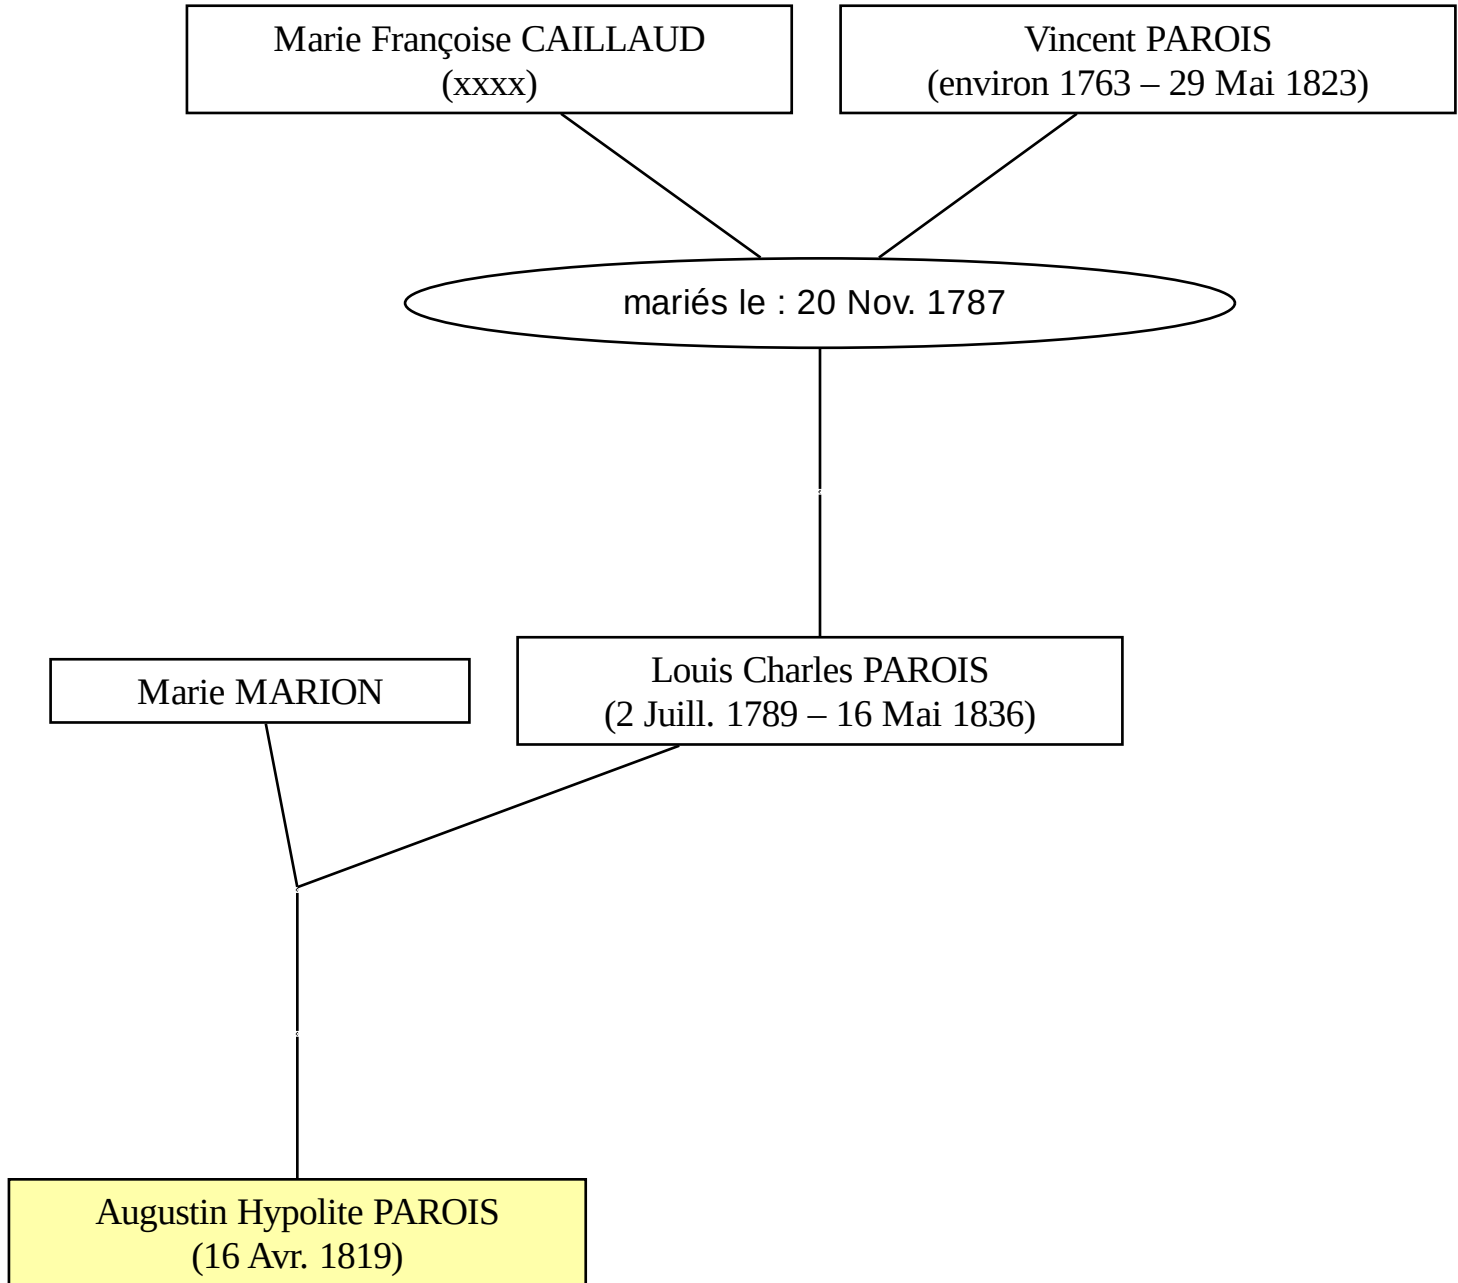 Marie Françoise CAILLAUD
(xxxx)
Vincent PAROIS
(environ 1763 – 29 Mai 1823)
mariés le : 20 Nov. 1787
Marie MARION
Louis Charles PAROIS
(2 Juill. 1789 – 16 Mai 1836)
Augustin Hypolite PAROIS
(16 Avr. 1819)